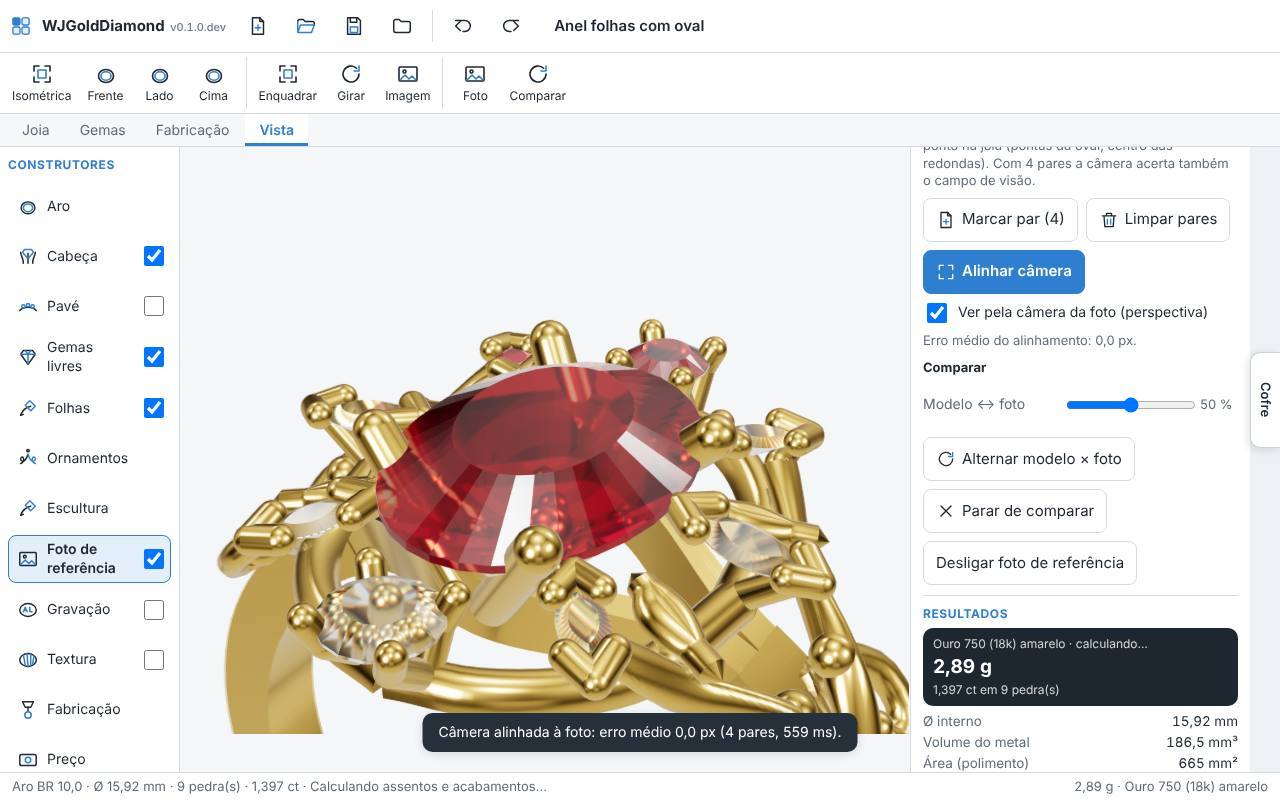 WJGoldDiamond v0.1.0.dev Anel folhas com oval
Isométrica Frente Lado Cima Enquadrar Girar Imagem Foto Comparar
Joia Gemas Fabricação Vista
CONSTRUTORES
Aro
Cabeça
Pavé
Gemas
livres
Folhas
Ornamentos
Escultura
Foto de
referência
Gravação
AL
Textura
Fabricação
Preço
ponto na joia (pontas da oval, centro das
redondas). Com 4 pares a câmera acerta também
o campo de visão.
Marcar par (4) Limpar pares
Alinhar câmera
Ver pela câmera da foto (perspectiva)
Erro médio do alinhamento: 0,0 px.
Comparar
Modelo ↔ foto 50 %
Alternar modelo × foto
Parar de comparar
Desligar foto de referência
RESULTADOS
Ouro 750 (18k) amarelo · calculando...
2,89 g
1,397 ct em 9 pedra(s)
Ø interno 15,92 mm
Volume do metal 186,5 mm³
Área (polimento) 665 mm²
Cofre
Câmera alinhada à foto: erro médio 0,0 px (4 pares, 559 ms).
Aro BR 10,0 · Ø 15,92 mm · 9 pedra(s) · 1,397 ct · Calculando assentos e acabamentos... 2,89 g · Ouro 750 (18k) amarelo